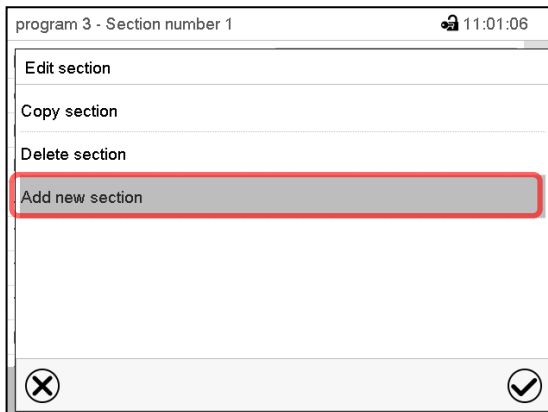 program 3 - Section number 1 11:01:06
Edit section
Copy section
Delete section
Add new section